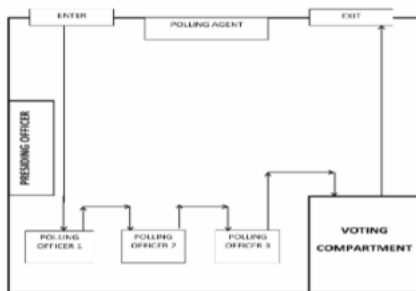 ENTER
POLLING AGENT
EXIT
PRESIDING OFFICER
POLLING
OFFICER 1
POLLING
OFFICER 2
POLLING
OFFICER 3
VOTING
COMPARTMENT